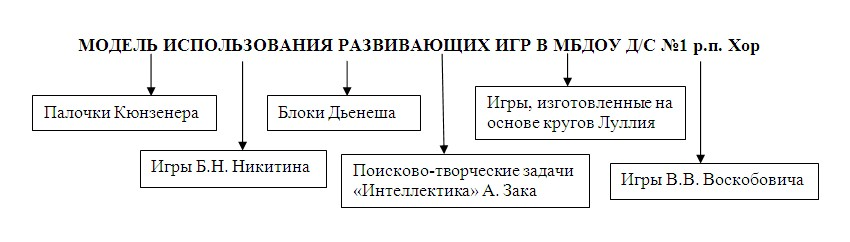 МОДЕЛЬ ИСПОЛЬЗОВАНИЯ РАЗВИВАЮЩИХ ИГР В МБДОУ Д/С №1 р.п. Хор
Палочки Кюнзенера
Блоки Дьенеша
Игры, изготовленные на
основе кругов Луллия
Игры Б.Н. Никитина
Поисково-творческие задачи
«Интеллектика» А. Зака
Игры В.В. Воскобовича